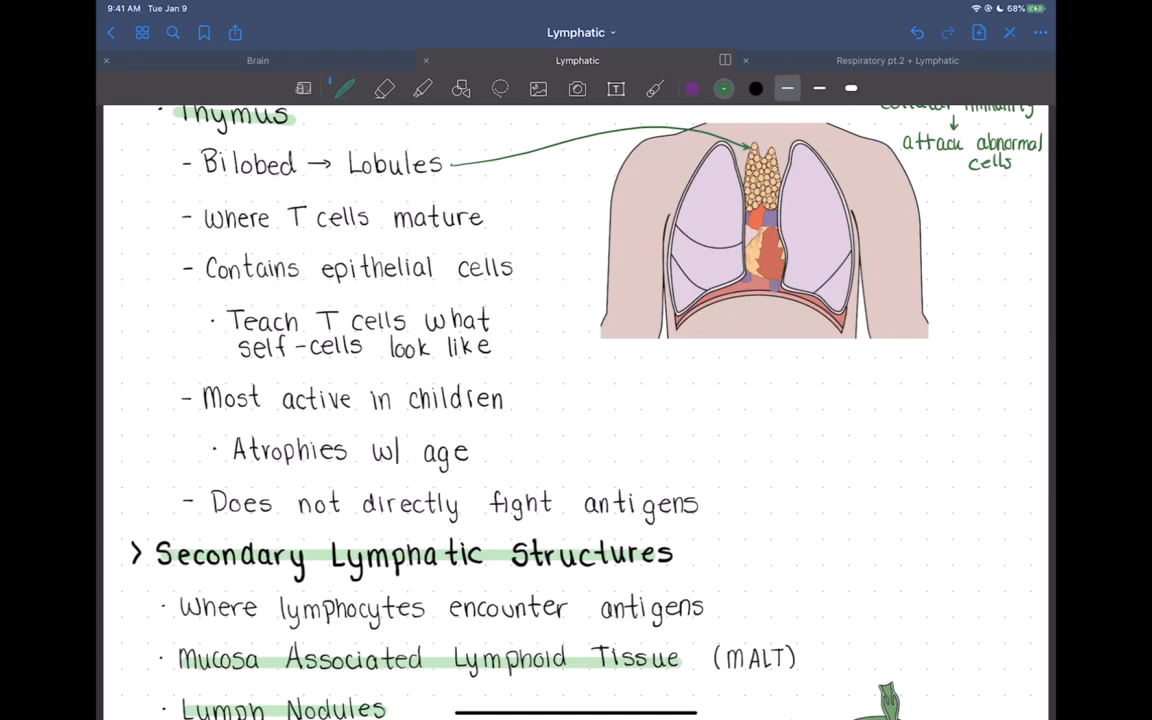 9:41 AM Tue Jan 9
68%
Lymphatic
Brain
Lymphatic
Respiratory pt.2 + Lymphatic
· Thymus
- Bilobed → Lobules
- Where T cells mature
- Contains epithelial cells
· Teach T cells what
self-cells look like
- Most active in children
· Atrophies w/ age
- Does not directly fight antigens
immunity
↓
attack abnormal
cells
> Secondary Lymphatic Structures
· Where lymphocytes encounter antigens
· Mucosa Associated Lymphoid Tissue (MALT)
· Lymph Nodules